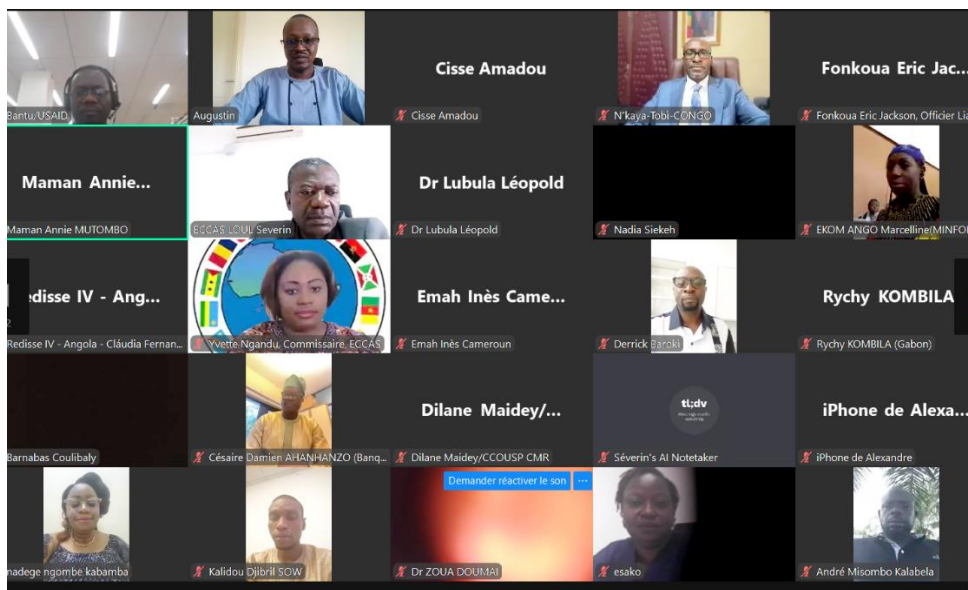 Bantu/USAID
Augustin
Cisse Amadou
Cisse Amadou
N'kaya-Tobi-CONGO
Fonkoua Eric Jac...
Fonkoua Eric Jackson, Officier Lia
Maman Annie...
Maman Annie MUTOMBO
ECCAS LOUL Severin
Dr Lubula Léopold
Dr Lubula Léopold
Nadia Siekeh
EKOM ANGO Marcelline(MINFO
edisse IV - Ang...
Redisse IV - Angola - Cláudia Fernan...
Yvette Ngandu, Commissaire, ECCAS
Emah Inès Came...
Emah Inès Cameroun
Derrick Baroki
Rychy KOMBILA
Rychy KOMBILA (Gabon)
Barnabas Coulibaly
Césaire Damien AHANHANZO (Banq...
Dilane Maidey/...
Dilane Maidey/CCOUSP CMR
tl;dv
Séverin's AI Notetaker
iPhone de Alexa...
iPhone de Alexandre
nadege ngombe kabamba
Kalidou Djibril SOW
Demander réactiver le son ...
Dr ZOUA DOUMAI
esako
André Misombo Kalabela